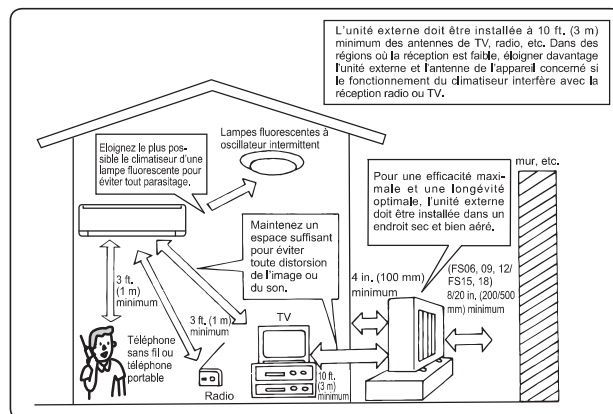 L'unité externe doit être installée à 10 ft. (3 m)
minimum des antennes de TV, radio, etc. Dans des
régions où la réception est faible, éloigner davantage
l'unité externe et l'antenne de l'appareil concerné si
le fonctionnement du climatiseur interfère avec la
réception radio ou TV.
Lampes fluorescentes à
oscillateur intermittent
Eloignez le plus pos-
sible le climatiseur d'une
lampe fluorescente pour
éviter tout parasitage.
mur, etc.
Pour une efficacité maxi-
male et une longévité
optimale, l'unité externe
doit être installée dans un
endroit sec et bien aéré.
Maintenez un
espace suffisant
pour éviter
toute distorsion
de l'image ou
du son.
3 ft.
(1 m)
minimum
4 in. (100 mm)
minimum
(FS06, 09, 12/
FS15, 18)
8/20 in. (200/500
mm) minimum
3 ft. (1 m)
minimum
TV
Téléphone
sans fil ou
téléphone
portable
Radio
10 ft.
(3 m)
minimum